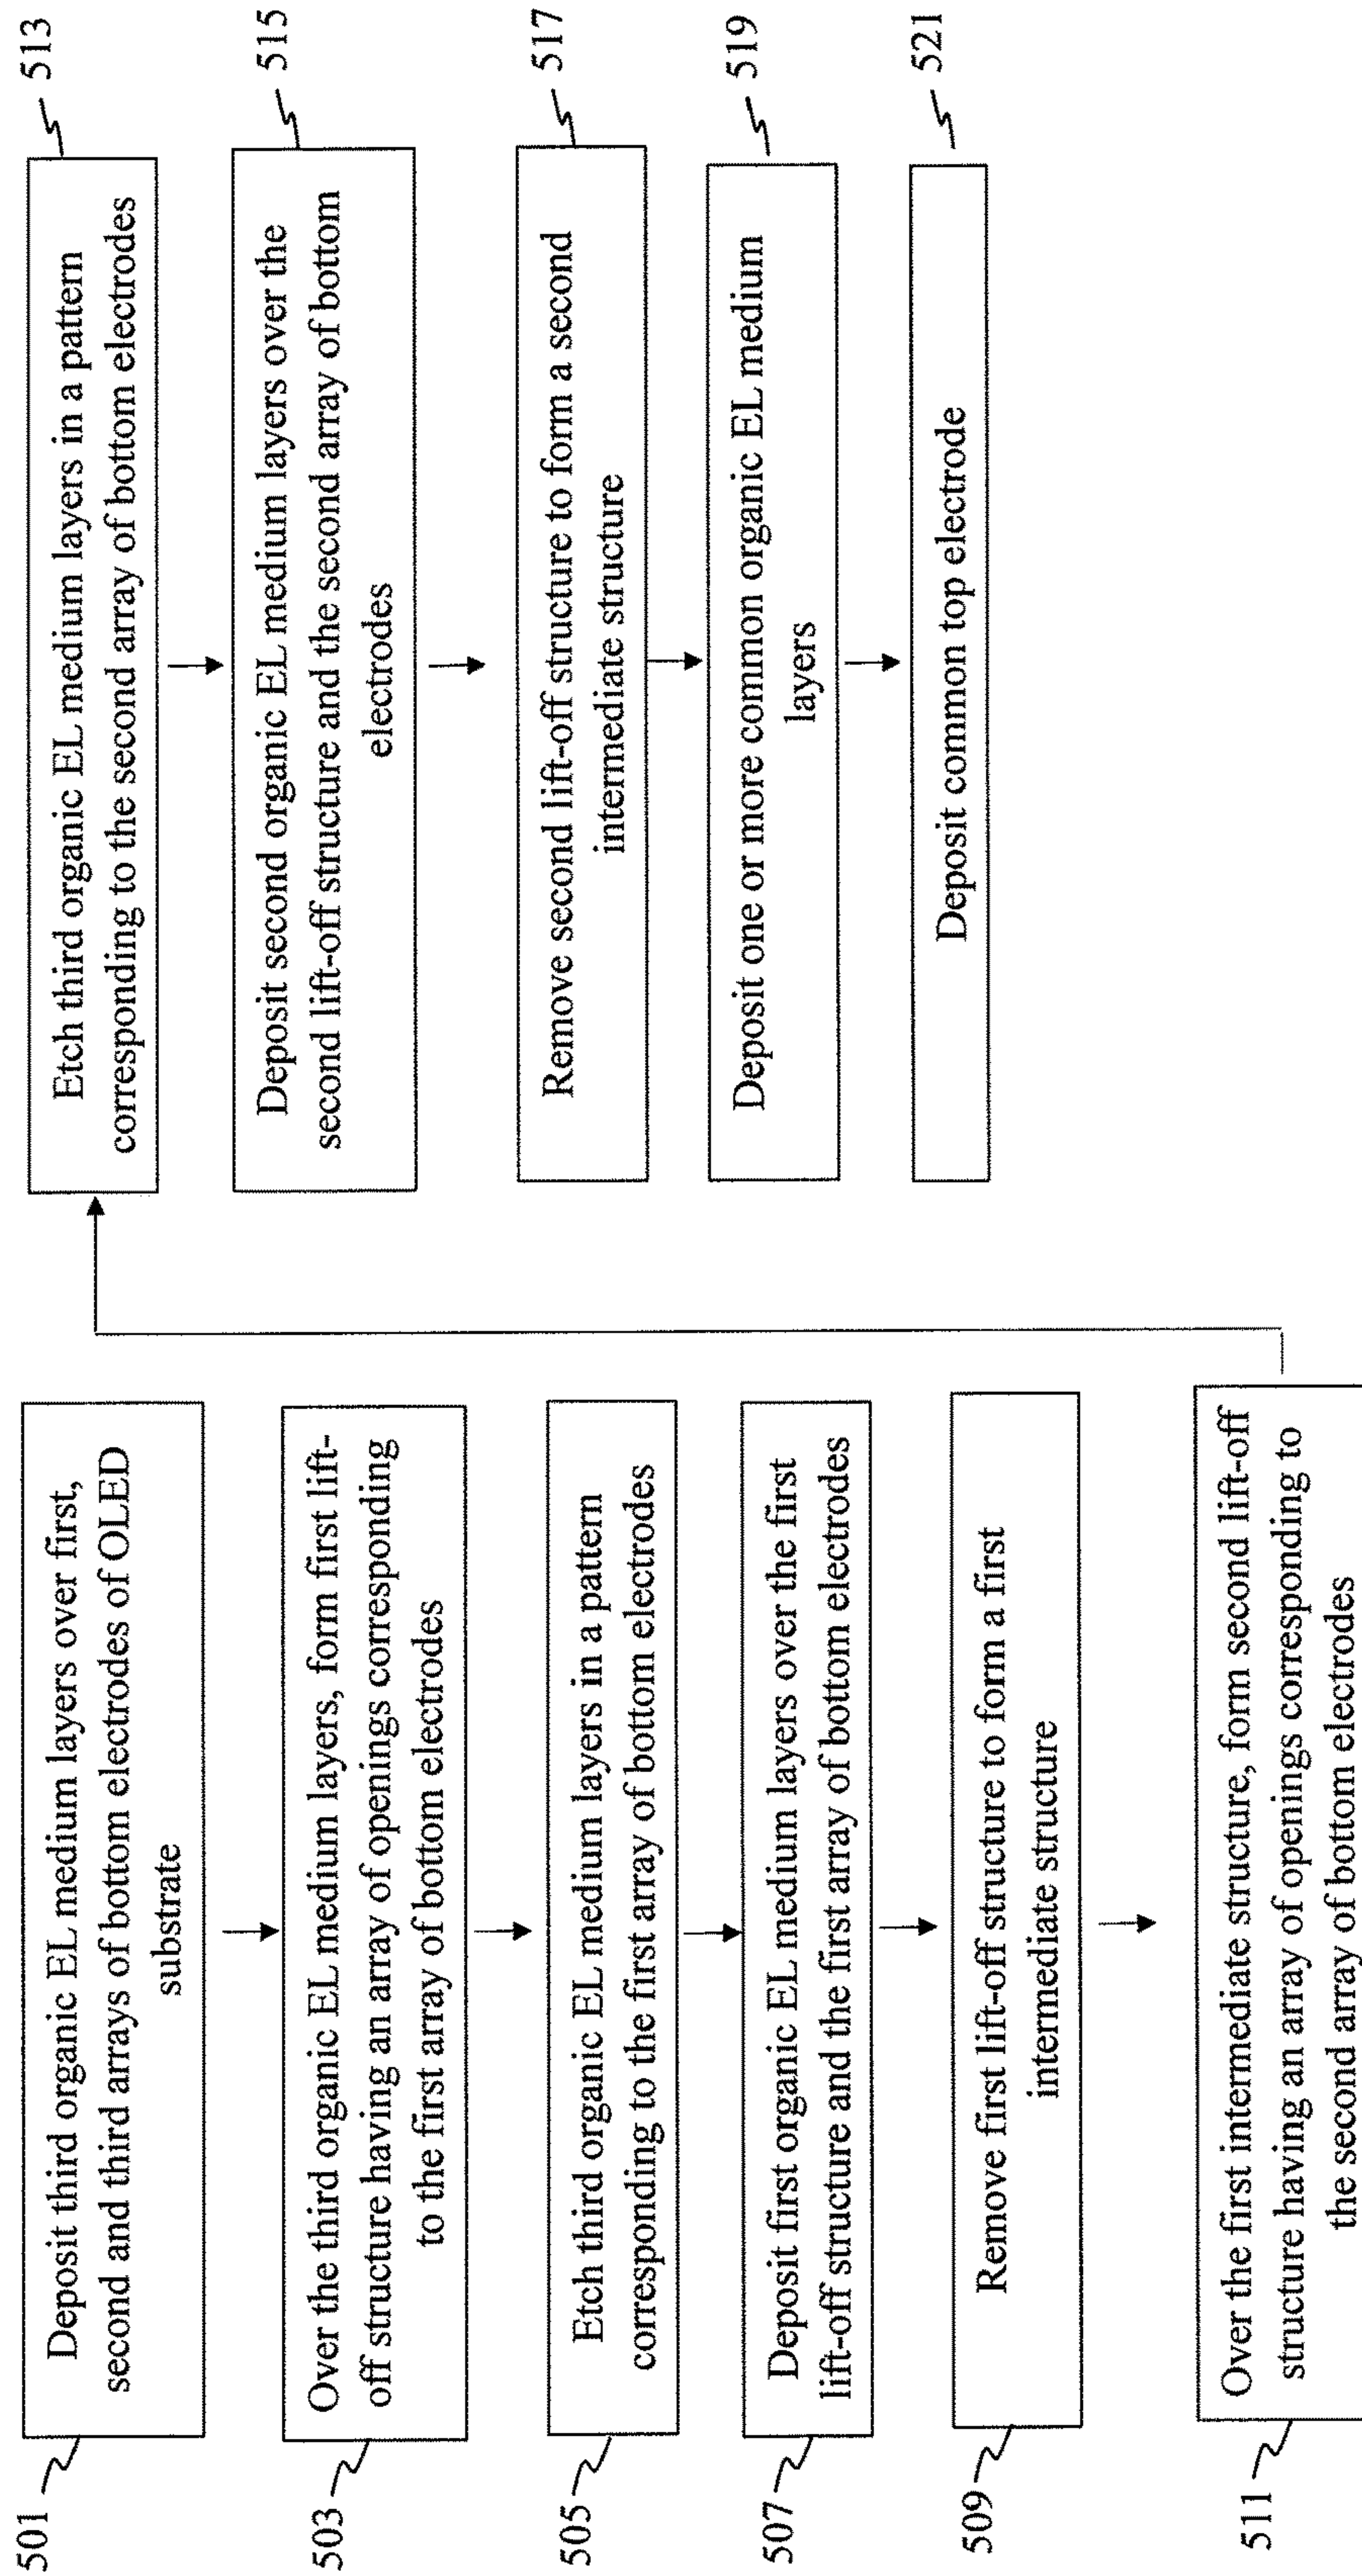 501
Deposit third organic EL medium layers over first,
second and third arrays of bottom electrodes of OLED
substrate
503
Over the third organic EL medium layers, form first lift-
off structure having an array of openings corresponding
to the first array of bottom electrodes
505
Etch third organic EL medium layers in a pattern
corresponding to the first array of bottom electrodes
507
Deposit first organic EL medium layers over the first
lift-off structure and the first array of bottom electrodes
509
Remove first lift-off structure to form a first
intermediate structure
511
Over the first intermediate structure, form second lift-off
structure having an array of openings corresponding to
the second array of bottom electrodes
513
Etch third organic EL medium layers in a pattern
corresponding to the second array of bottom electrodes
515
Deposit second organic EL medium layers over the
second lift-off structure and the second array of bottom
electrodes
517
Remove second lift-off structure to form a second
intermediate structure
519
Deposit one or more common organic EL medium
layers
521
Deposit common top electrode